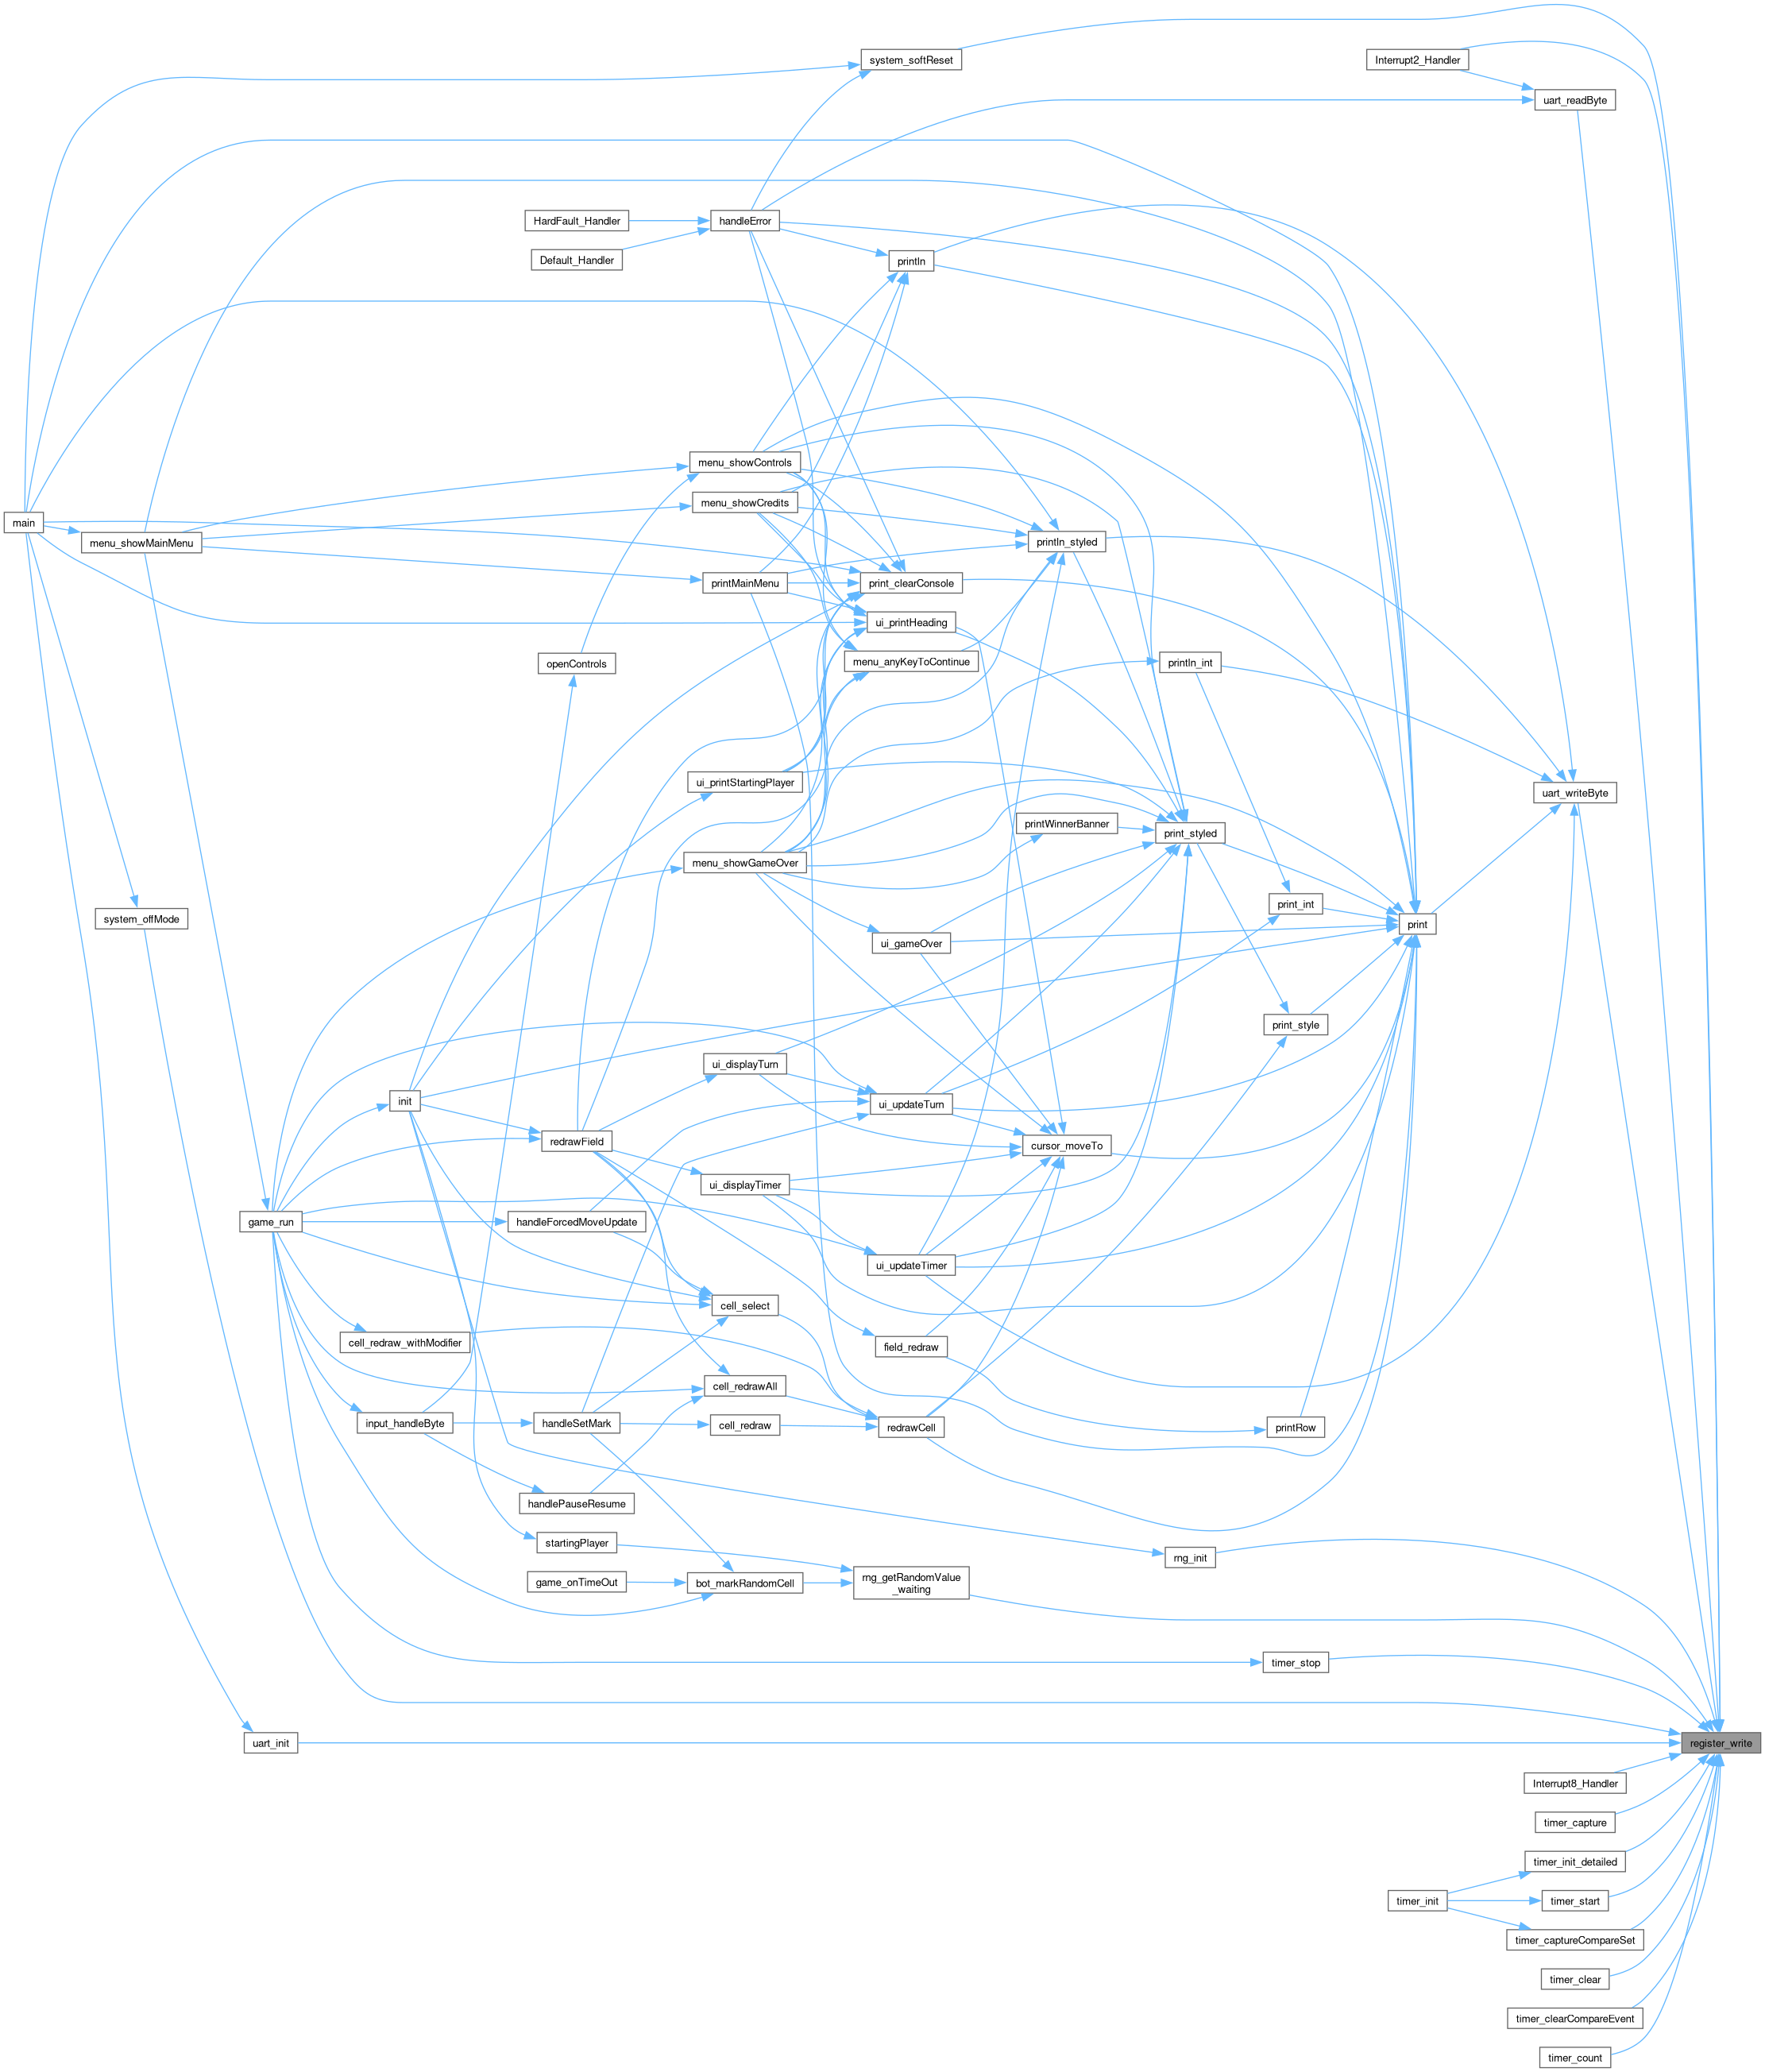 system_softReset
Interrupt2_Handler
uart_readByte
HardFault_Handler
handleError
Default_Handler
println
menu_showControls
menu_showCredits
main
menu_showMainMenu
println_styled
printMainMenu
print_clearConsole
ui_printHeading
openControls
menu_anyKeyToContinue
println_int
ui_printStartingPlayer
uart_writeByte
printWinnerBanner
print_styled
menu_showGameOver
print_int
system_offMode
print
ui_gameOver
print_style
ui_displayTurn
init
ui_updateTurn
redrawField
cursor_moveTo
ui_displayTimer
game_run
handleForcedMoveUpdate
ui_updateTimer
cell_select
cell_redraw_withModifier
field_redraw
cell_redrawAll
input_handleByte
handleSetMark
cell_redraw
redrawCell
printRow
handlePauseResume
startingPlayer
rng_init
game_onTimeOut
bot_markRandomCell
rng_getRandomValue
_waiting
timer_stop
uart_init
register_write
Interrupt8_Handler
timer_capture
timer_init_detailed
timer_init
timer_start
timer_captureCompareSet
timer_clear
timer_clearCompareEvent
timer_count